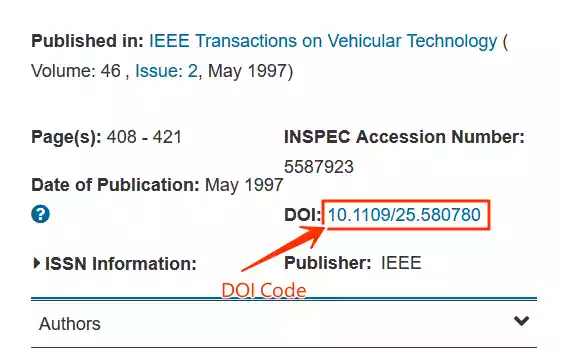 Published in: IEEE Transactions on Vehicular Technology (
Volume: 46 , Issue: 2, May 1997)
Page(s): 408 - 421
INSPEC Accession Number:
5587923
Date of Publication: May 1997
?
DOI: 10.1109/25.580780
ISSN Information:
Publisher: IEEE
DOI Code
Authors